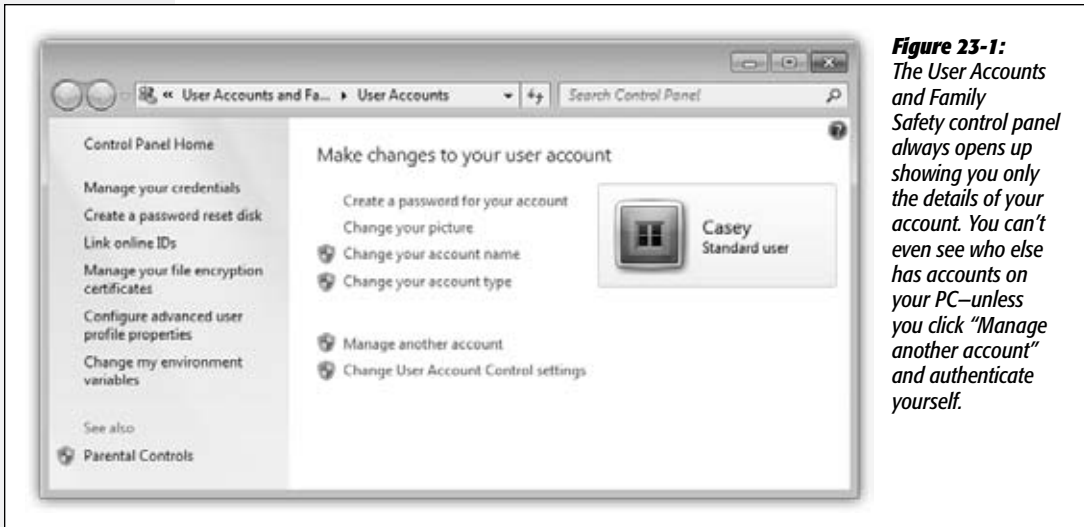 « User Accounts and Fa... ▸ User Accounts
Search Control Panel
Control Panel Home
Manage your credentials
Create a password reset disk
Link online IDs
Manage your file encryption
certificates
Configure advanced user
profile properties
Change my environment
variables
See also
Parental Controls
Make changes to your user account
Create a password for your account
Change your picture
Change your account name
Change your account type
Manage another account
Change User Account Control settings
Casey
Standard user
Figure 23-1:
The User Accounts
and Family
Safety control panel
always opens up
showing you only
the details of your
account. You can’t
even see who else
has accounts on
your PC—unless
you click “Manage
another account”
and authenticate
yourself.